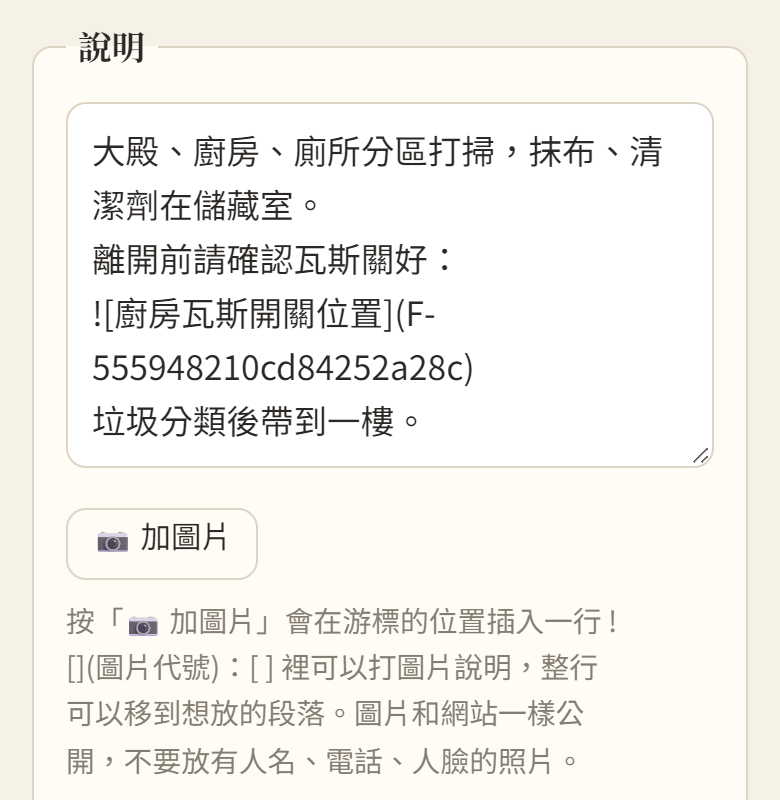 說明
大殿、廚房、廁所分區打掃，抹布、清
潔劑在儲藏室。
離開前請確認瓦斯關好：
![廚房瓦斯開關位置](F-
555948210cd84252a28c)
垃圾分類後帶到一樓。
📷 加圖片
按「📷 加圖片」會在游標的位置插入一行 !
[](圖片代號)：[ ] 裡可以打圖片說明，整行
可以移到想放的段落。圖片和網站一樣公
開，不要放有人名、電話、人臉的照片。